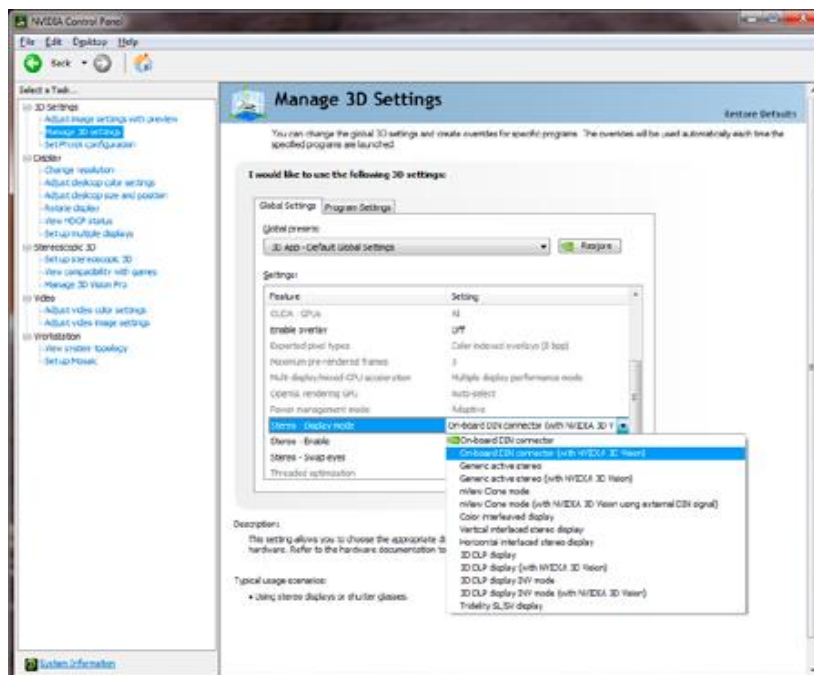 NVIDIA Control Panel
File Edit Desktop Help
Back
Select a Task...
3D Settings
Adjust image settings with preview
Manage 3D settings
Set PhysX configuration
Display
Change resolution
Adjust desktop color settings
Adjust desktop size and position
Rotate display
View HDCP status
Set up multiple displays
Stereoscopic 3D
Set up stereoscopic 3D
View compatibility with games
Manage 3D Vision Pro
Video
Adjust video color settings
Adjust video image settings
Workstation
View system topology
Set up Mosaic
System Information
Manage 3D Settings
Restore Defaults
You can change the global 3D settings and create overrides for specific programs. The overrides will be used automatically each time the
specified programs are launched.
I would like to use the following 3D settings:
Global Settings Program Settings
Global presets:
3D App - Default Global Settings Restore
Settings:
Feature Setting
CUDA - GPUs All
Enable overlay Off
Exported pixel types Color indexed overlays (8 bpp)
Maximum pre-rendered frames 3
Multi-display/mixed-GPU acceleration Multiple display performance mode
OpenGL rendering GPU Auto-select
Power management mode Adaptive
Stereo - Display mode On-board DIN connector (with NVIDIA 3D V
Stereo - Enable
Stereo - Swap eyes
Threaded optimization
On-board DIN connector
On-board DIN connector (with NVIDIA 3D Vision)
Generic active stereo
Generic active stereo (with NVIDIA 3D Vision)
nView Clone mode
nView Clone mode (with NVIDIA 3D Vision using external DIN signal)
Color interleaved display
Vertical interlaced stereo display
Horizontal interlaced stereo display
3D DLP display
3D DLP display (with NVIDIA 3D Vision)
3D DLP display INV mode
3D DLP display INV mode (with NVIDIA 3D Vision)
Tridelity SL/SV display
Description:
This setting allows you to choose the appropriate
hardware. Refer to the hardware documentation to
Typical usage scenarios:
• Using stereo displays or shutter glasses.